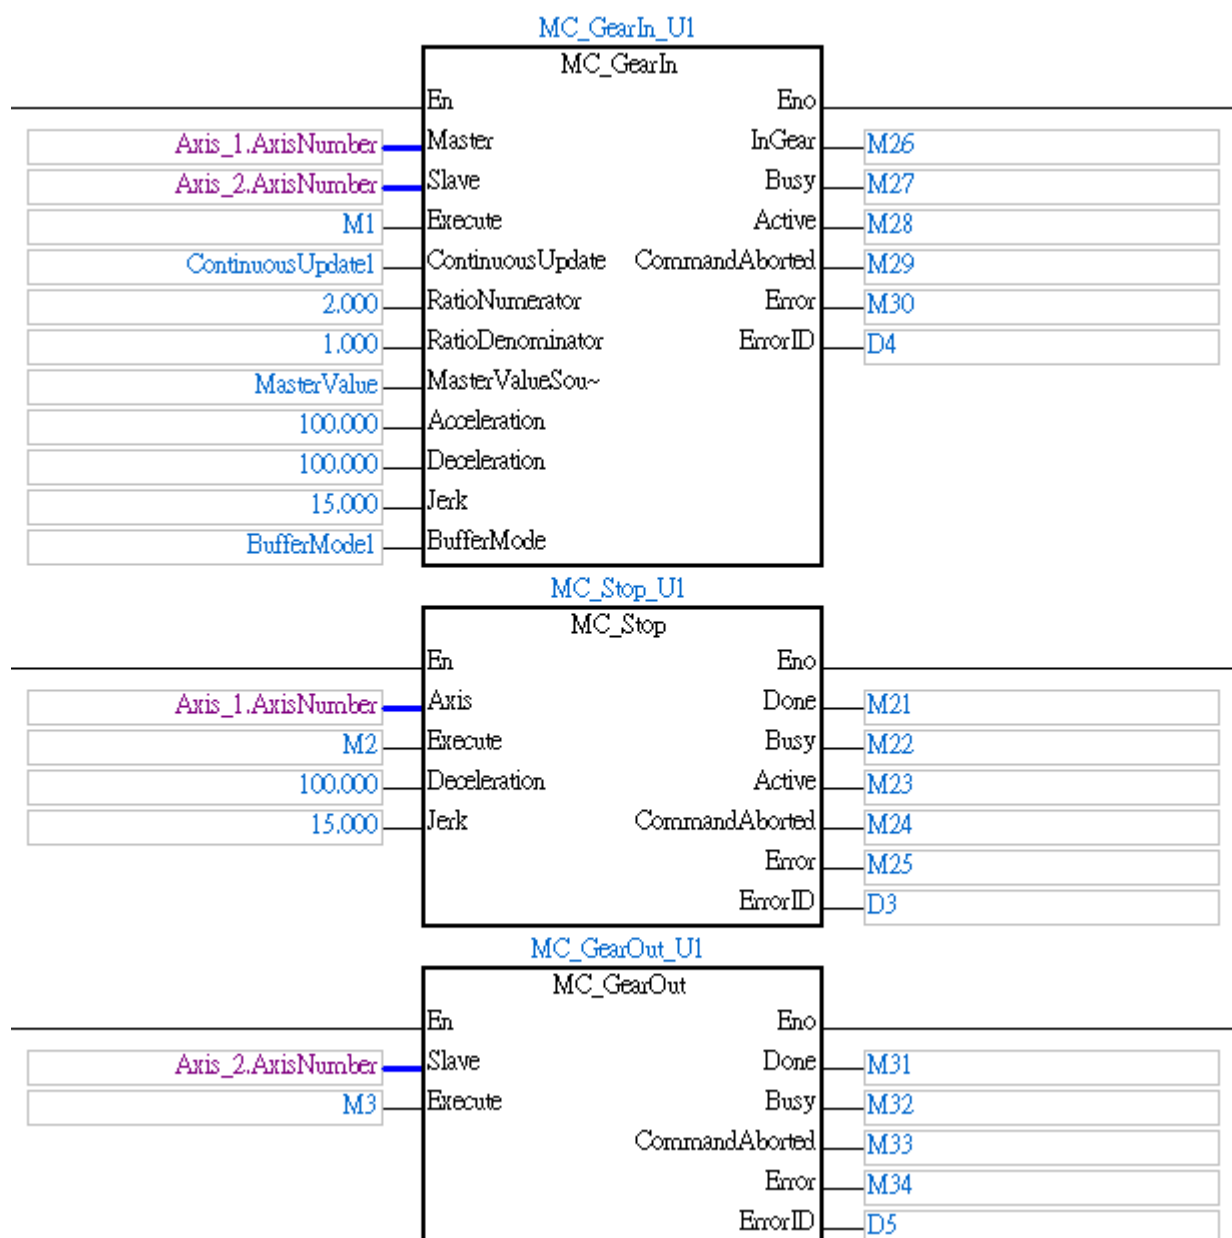 MC_GearIn_U1
MC_GearIn
En Eno
Axis_1.AxisNumber Master InGear M26
Axis_2.AxisNumber Slave Busy M27
M1 Execute Active M28
ContinuousUpdate1 ContinuousUpdate CommandAborted M29
2.000 RatioNumerator Error M30
1.000 RatioDenominator ErrorID D4
MasterValue MasterValueSou~
100.000 Acceleration
100.000 Deceleration
15.000 Jerk
BufferMode1 BufferMode
MC_Stop_U1
MC_Stop
En Eno
Axis_1.AxisNumber Axis Done M21
M2 Execute Busy M22
100.000 Deceleration Active M23
15.000 Jerk CommandAborted M24
Error M25
ErrorID D3
MC_GearOut_U1
MC_GearOut
En Eno
Axis_2.AxisNumber Slave Done M31
M3 Execute Busy M32
CommandAborted M33
Error M34
ErrorID D5